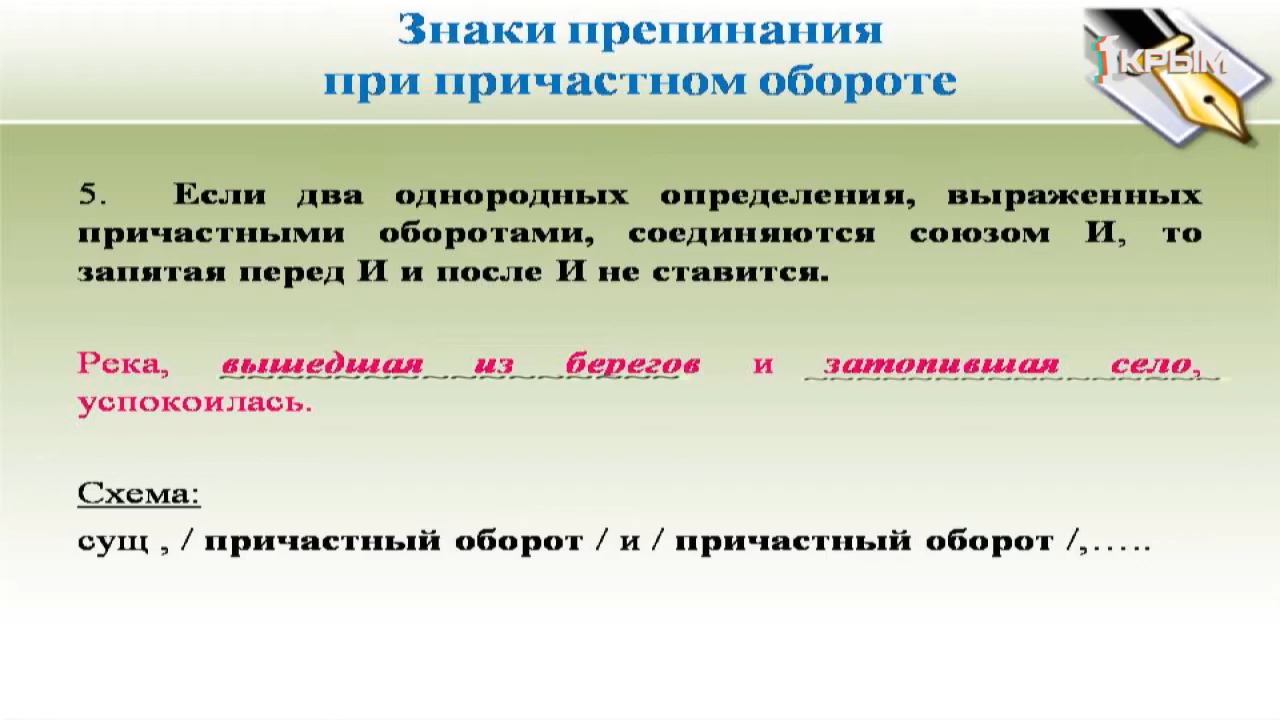 Знаки препинания
при причастном обороте
1КРЫМ
5. Если два однородных определения, выраженных
причастными оборотами, соединяются союзом И, то
запятая перед И и после И не ставится.
Река, вышедшая из берегов и затопившая село,
успокоилась.
Схема:
сущ , / причастный оборот / и / причастный оборот /,…..